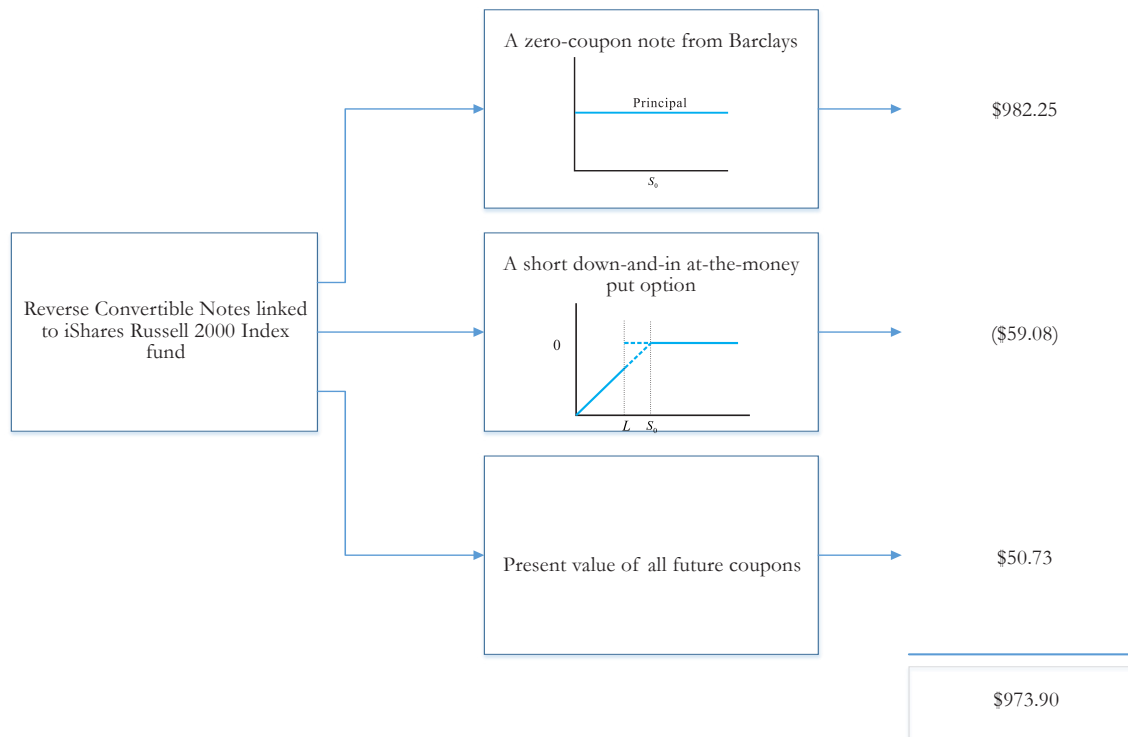 A zero-coupon note from Barclays
Principal
S₀
$982.25
Reverse Convertible Notes linked
to iShares Russell 2000 Index
fund
A short down-and-in at-the-money
put option
0
L S₀
($59.08)
Present value of all future coupons
$50.73
$973.90